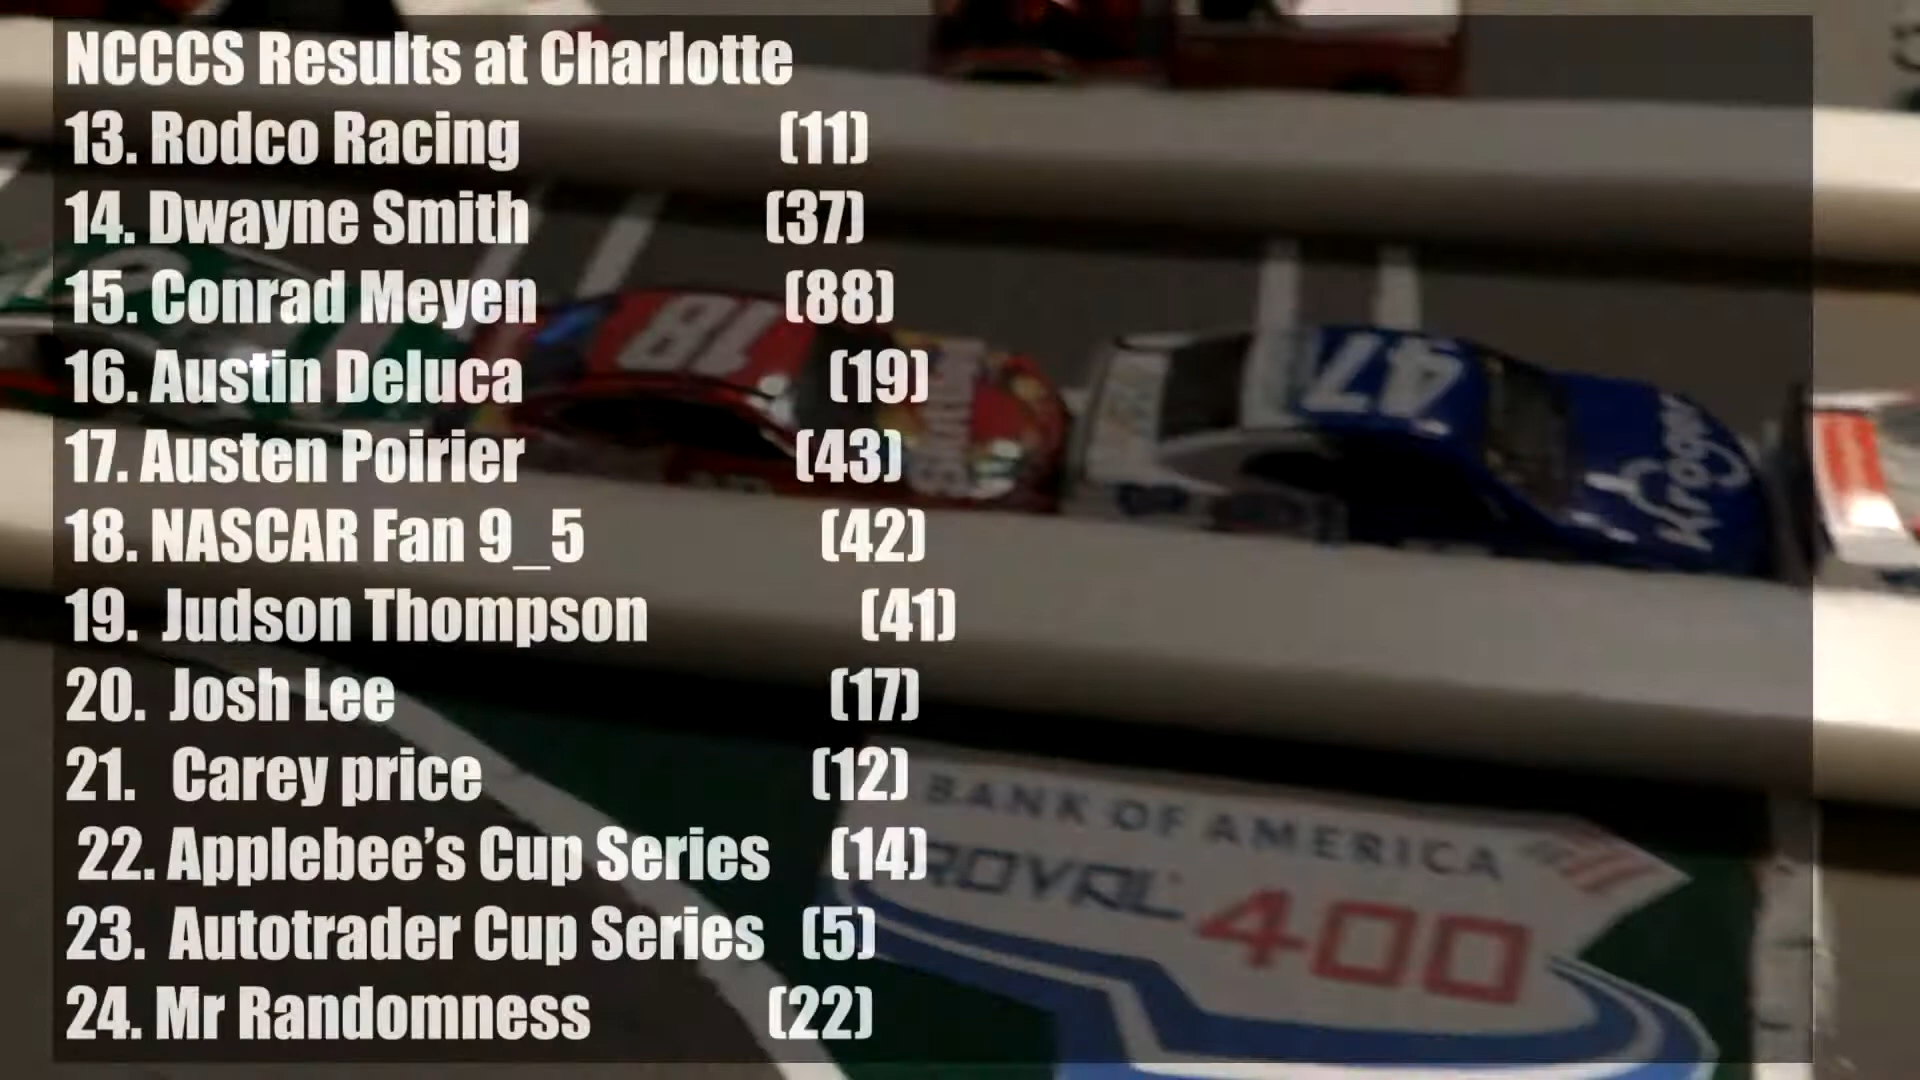 NCCCS Results at Charlotte
13. Rodco Racing (11)
14. Dwayne Smith (37)
15. Conrad Meyen (88)
16. Austin Deluca (19)
17. Austen Poirier (43)
18. NASCAR Fan 9_5 (42)
19. Judson Thompson (41)
20. Josh Lee (17)
21. Carey price (12)
22. Applebee's Cup Series (14)
23. Autotrader Cup Series (5)
24. Mr Randomness (22)
18
47
Kroger
BANK OF AMERICA
ROVAL
400